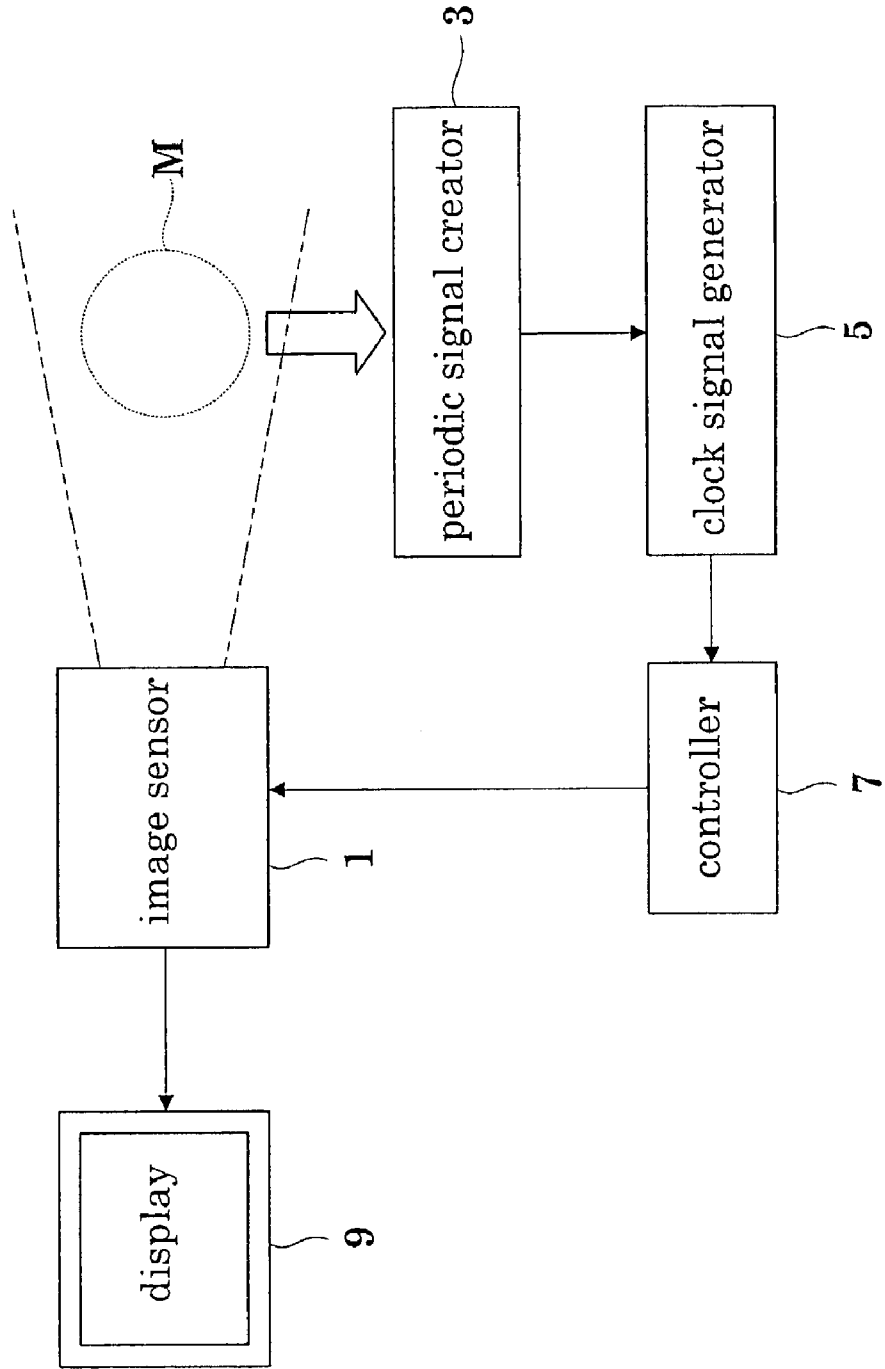 M
3
periodic signal creator
clock signal generator
5
image sensor
1
controller
7
display
9